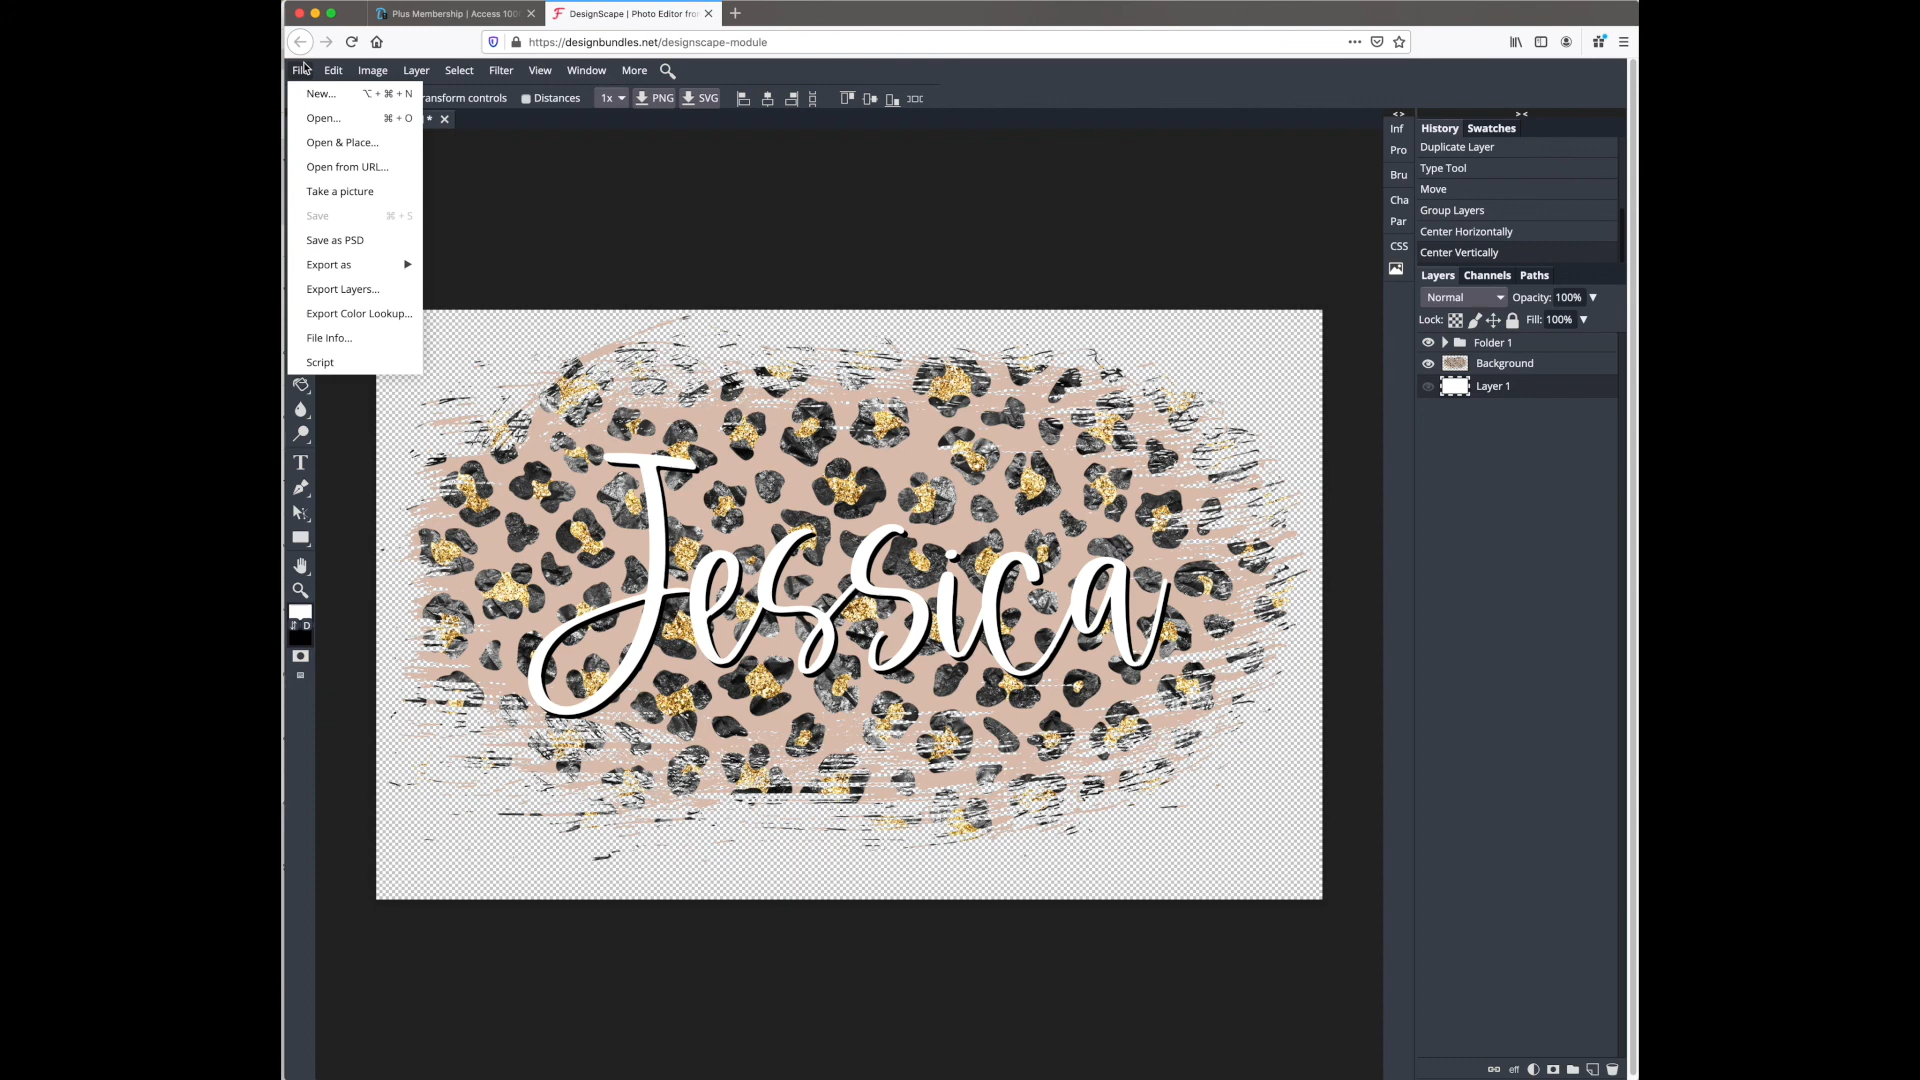 Plus Membership | Access 100
DesignScape | Photo Editor fro
https://designbundles.net/designscape-module
File Edit Image Layer Select Filter View Window More
New... ⌥ + ⌘ + N
ransform controls Distances 1x PNG SVG
Open... ⌘ + O
*
Open & Place...
Open from URL...
Take a picture
Save ⌘ + S
Save as PSD
Export as
Export Layers...
Export Color Lookup...
File Info...
Script
T
D
Jessica
Inf
Pro
Bru
Cha
Par
CSS
History Swatches
Duplicate Layer
Type Tool
Move
Group Layers
Center Horizontally
Center Vertically
Layers Channels Paths
Normal Opacity: 100%
Lock: Fill: 100%
Folder 1
Background
Layer 1
eff